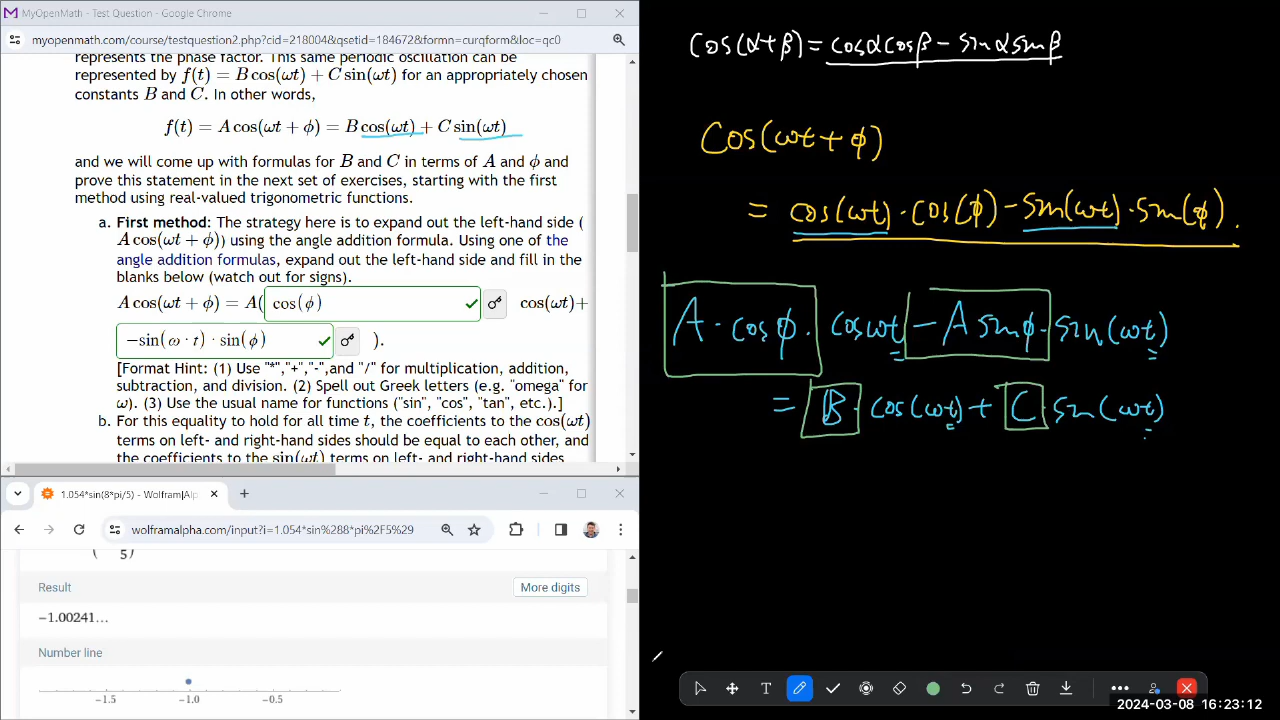 MyOpenMath - Test Question - Google Chrome
myopenmath.com/course/testquestion2.php?cid=218004&qsetid=184672&formn=curqform&loc=qc0
represents the phase factor. This same periodic oscillation can be
represented by f(t) = B cos(ωt) + C sin(ωt) for an appropriately chosen
constants B and C. In other words,
f(t) = A cos(ωt + ϕ) = B cos(ωt) + C sin(ωt)
and we will come up with formulas for B and C in terms of A and ϕ and
prove this statement in the next set of exercises, starting with the first
method using real-valued trigonometric functions.
a. First method: The strategy here is to expand out the left-hand side (
A cos(ωt + ϕ)) using the angle addition formula. Using one of the
angle addition formulas, expand out the left-hand side and fill in the
blanks below (watch out for signs).
A cos(ωt + ϕ) = A( cos(ϕ) cos(ωt)+
−sin(ω · t) · sin(ϕ) ).
[Format Hint: (1) Use "*","+","-",and "/" for multiplication, addition,
subtraction, and division. (2) Spell out Greek letters (e.g. "omega" for
ω). (3) Use the usual name for functions ("sin", "cos", "tan", etc.).]
b. For this equality to hold for all time t, the coefficients to the cos(ωt)
terms on left- and right-hand sides should be equal to each other, and
the coefficients to the sin(ωt) terms on left- and right-hand sides
1.054*sin(8*pi/5) - Wolfram|Alp
wolframalpha.com/input?i=1.054*sin%288*pi%2F5%29
( 5)
Result
More digits
−1.00241...
Number line
−1.5 −1.0 −0.5
cos(α+β) = cosα cosβ − sinα sinβ
Cos(ωt + ϕ)
= cos(ωt) · cos(ϕ) − sin(ωt) · sin(ϕ).
A · cosϕ · cosωt − A sinϕ · sin(ωt)
= B · cos(ωt) + C · sin(ωt)
T
2024-03-08 16:23:12